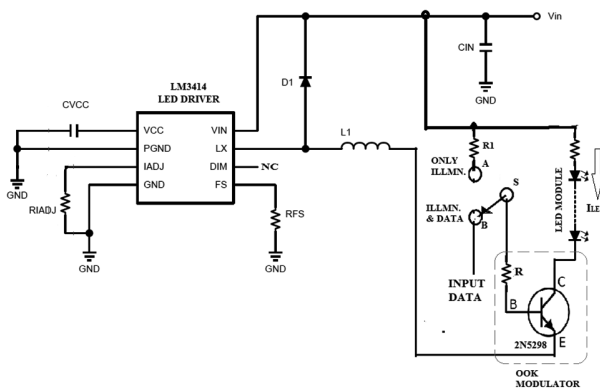 Vin
CIN
GND
LM3414
LED DRIVER
D1
CVCC
VCC
VIN
PGND
LX
L1
IADJ
DIM
NC
GND
FS
GND
RIADJ
RFS
GND
GND
R1
ONLY
ILLMN.
A
S
ILLMN.
& DATA
B
LED MODULE
INPUT
DATA
R
B
C
E
2N5298
OOK
MODULATOR